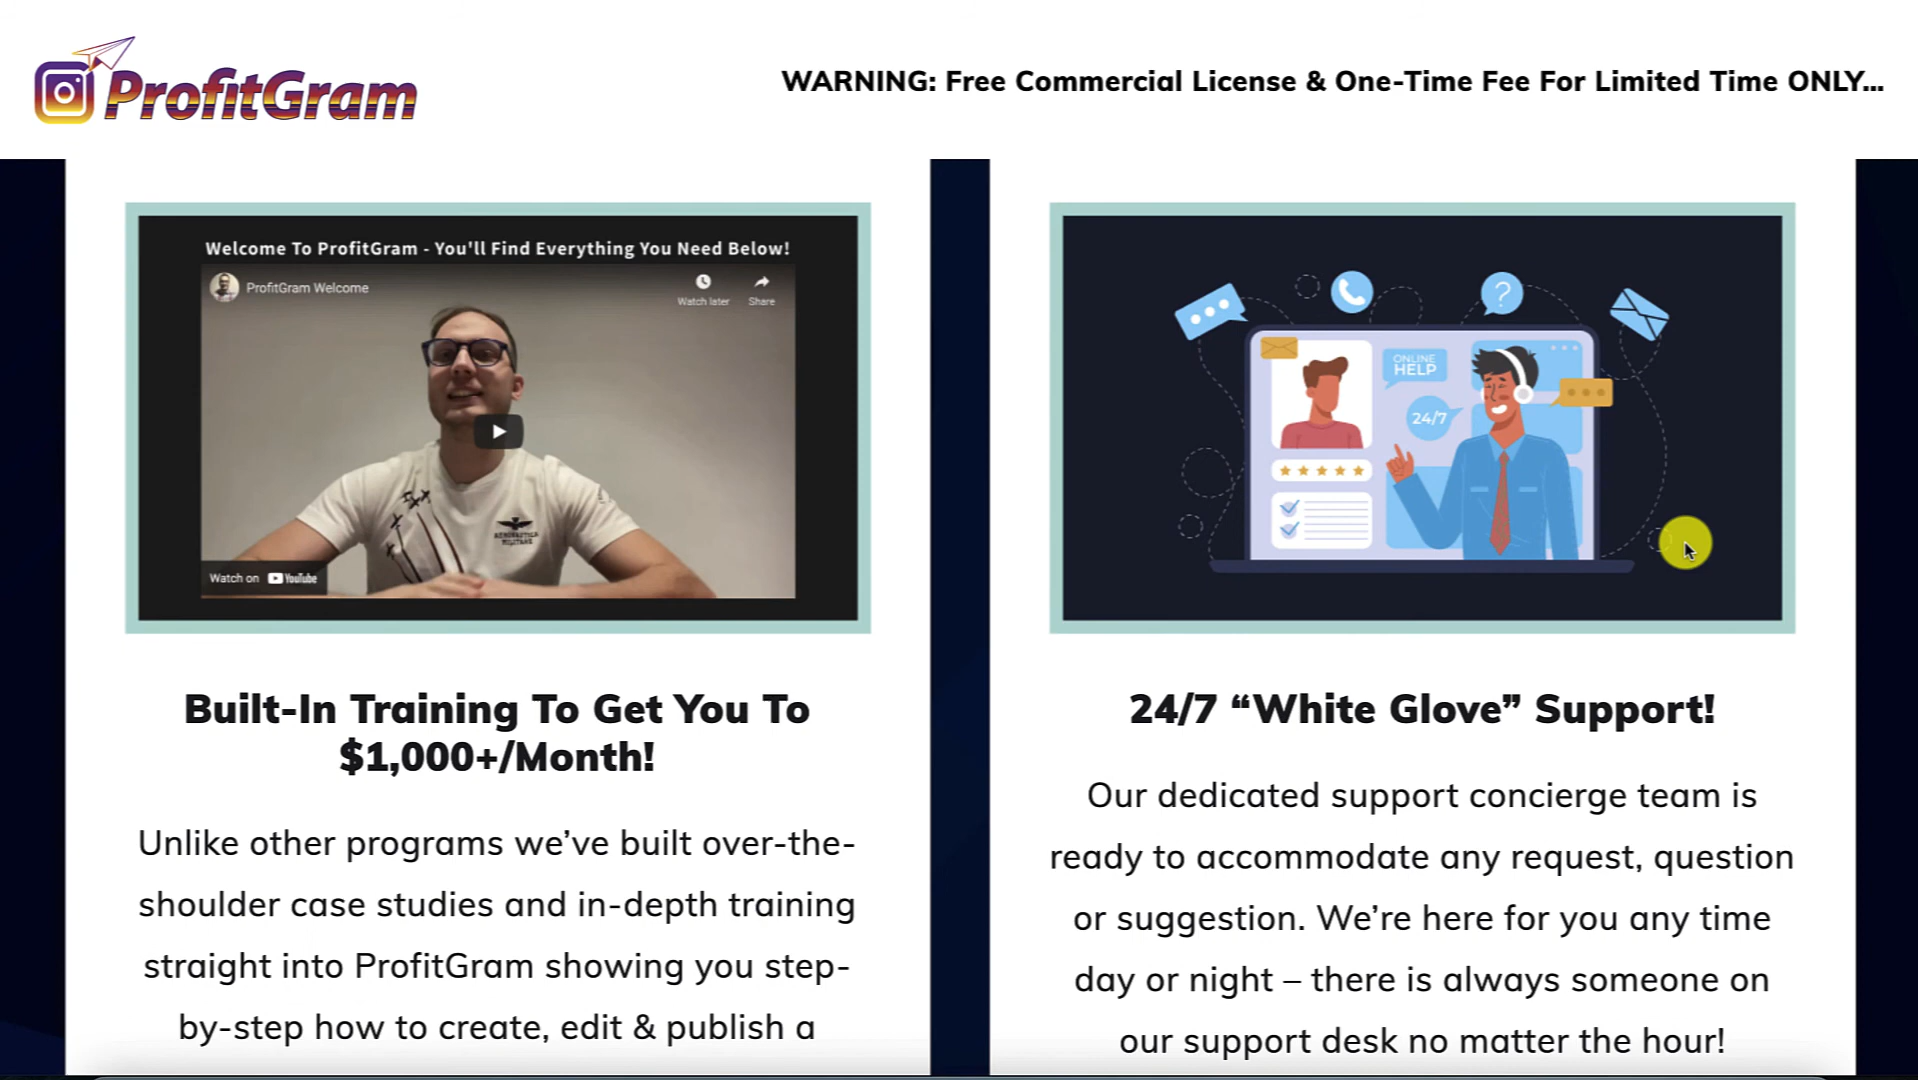 ProfitGram
WARNING: Free Commercial License & One-Time Fee For Limited Time ONLY...
Welcome To ProfitGram - You'll Find Everything You Need Below!
ProfitGram Welcome
Watch later
Share
AERONAUTICA
MILITARE
Watch on YouTube
ONLINE
HELP
24/7
?
Built-In Training To Get You To
$1,000+/Month!
Unlike other programs we’ve built over-the-
shoulder case studies and in-depth training
straight into ProfitGram showing you step-
by-step how to create, edit & publish a
24/7 “White Glove” Support!
Our dedicated support concierge team is
ready to accommodate any request, question
or suggestion. We’re here for you any time
day or night – there is always someone on
our support desk no matter the hour!